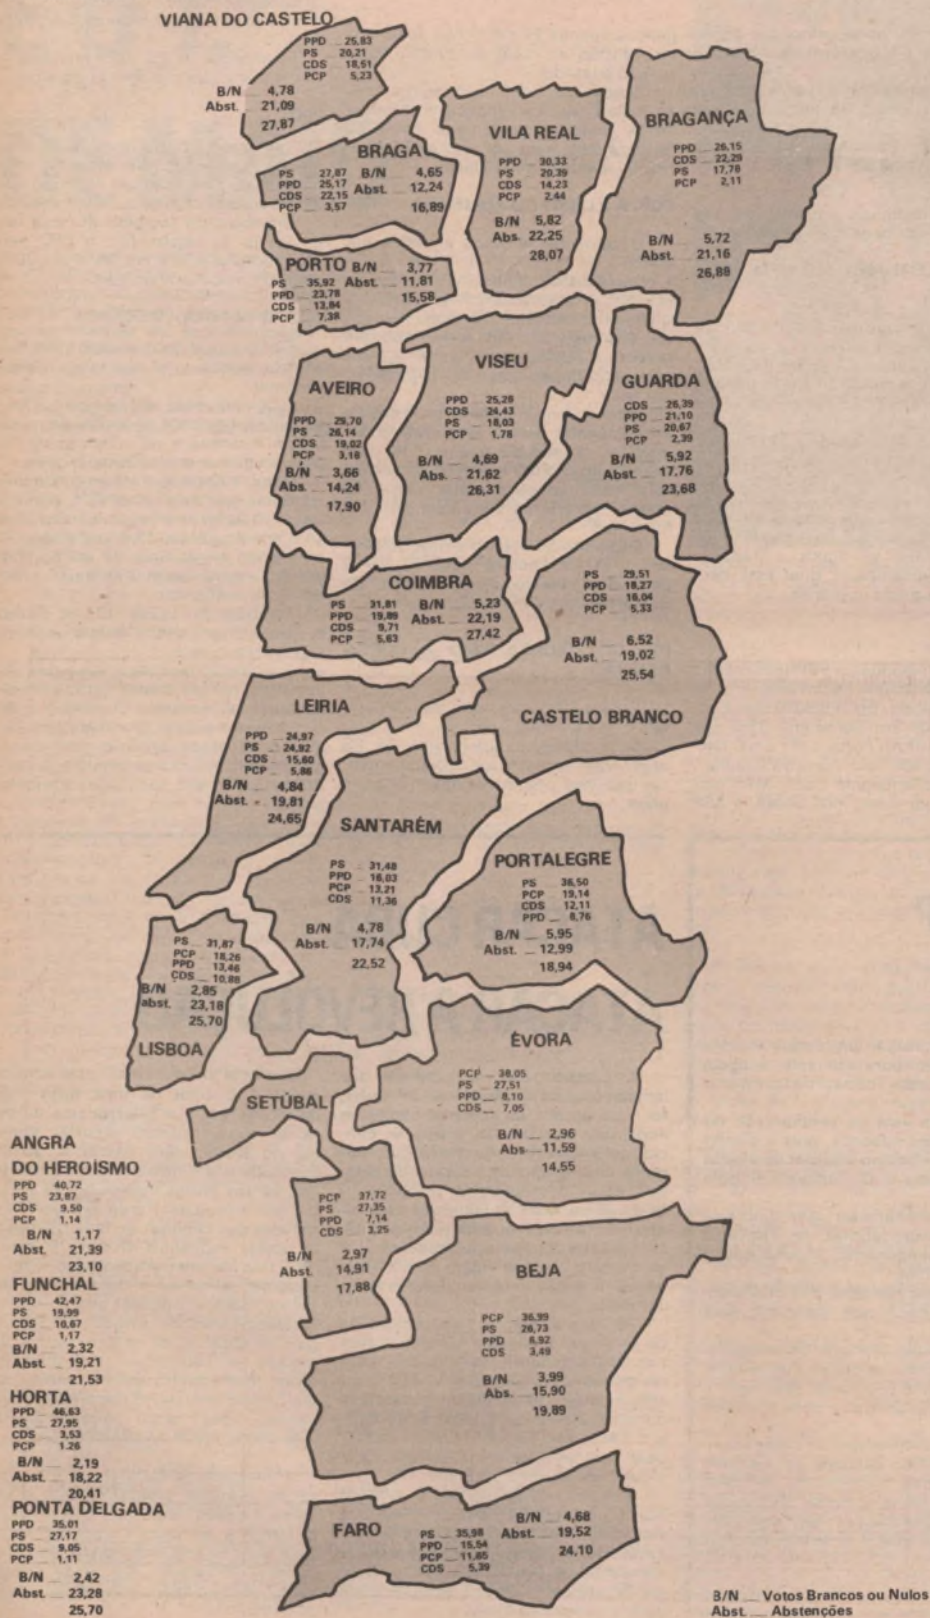 VIANA DO CASTELO
PPD 25,83
PS 20,21
CDS 18,51
PCP 5,23
B/N 4,78
Abst. 21,09
27,87
BRAGA
PS 27,87
PPD 25,17
CDS 22,15
PCP 3,57
B/N 4,65
Abst. 12,24
16,89
VILA REAL
PPD 30,33
PS 20,39
CDS 14,23
PCP 2,44
B/N 5,82
Abs. 22,25
28,07
BRAGANÇA
PPD 26,15
CDS 22,29
PS 17,78
PCP 2,11
B/N 5,72
Abst. 21,16
26,88
PORTO
PS 35,92
PPD 23,78
CDS 13,84
PCP 7,38
B/N 3,77
Abst. 11,81
15,58
AVEIRO
PPD 29,70
PS 26,14
CDS 19,02
PCP 3,18
B/N 3,66
Abs. 14,24
17,90
VISEU
PPD 25,28
CDS 24,43
PS 18,03
PCP 1,78
B/N 4,69
Abs. 21,62
26,31
GUARDA
CDS 26,39
PPD 21,10
PS 20,67
PCP 2,39
B/N 5,92
Abst. 17,76
23,68
COIMBRA
PS 31,81
PPD 19,89
CDS 9,71
PCP 5,63
B/N 5,23
Abst. 22,19
27,42
PS 29,51
PPD 18,27
CDS 16,04
PCP 5,33
B/N 6,52
Abst. 19,02
25,54
CASTELO BRANCO
LEIRIA
PPD 24,97
PS 24,92
CDS 15,60
PCP 5,86
B/N 4,84
Abst. 19,81
24,65
SANTARÉM
PS 31,48
PPD 16,03
PCP 13,21
CDS 11,36
B/N 4,78
Abst. 17,74
22,52
PORTALEGRE
PS 36,50
PCP 19,14
CDS 12,11
PPD 8,76
B/N 5,95
Abst. 12,99
18,94
PS 31,87
PCP 18,26
PPD 13,46
CDS 10,88
B/N 2,85
abst. 23,18
25,70
LISBOA
ÉVORA
PCP 38,05
PS 27,51
PPD 8,10
CDS 7,05
B/N 2,96
Abs 11,59
14,55
SETÚBAL
PCP 37,72
PS 27,35
PPD 7,14
CDS 3,25
B/N 2,97
Abst. 14,91
17,88
BEJA
PCP 36,99
PS 26,73
PPD 8,92
CDS 3,49
B/N 3,99
Abs. 15,90
19,89
FARO
PS 35,98
PPD 15,54
PCP 11,65
CDS 5,39
B/N 4,68
Abst. 19,52
24,10
ANGRA
DO HEROÍSMO
PPD 40,72
PS 23,87
CDS 9,50
PCP 1,14
B/N 1,17
Abst. 21,39
23,10
FUNCHAL
PPD 42,47
PS 19,99
CDS 10,67
PCP 1,17
B/N 2,32
Abst. 19,21
21,53
HORTA
PPD 46,63
PS 27,95
CDS 3,53
PCP 1.26
B/N 2,19
Abst. 18,22
20,41
PONTA DELGADA
PPD 35,01
PS 27,17
CDS 9,05
PCP 1,11
B/N 2,42
Abst. 23,28
25,70
B/N Votos Brancos ou Nulos
Abst. Abstenções